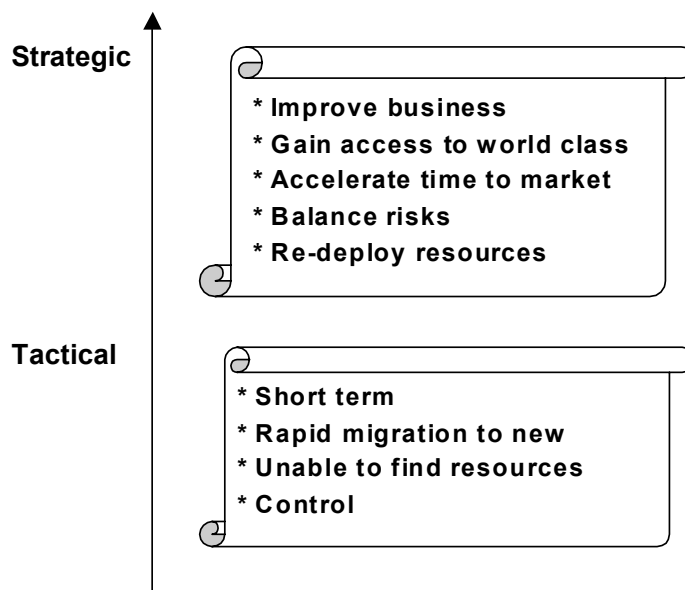 Strategic
* Improve business
* Gain access to world class
* Accelerate time to market
* Balance risks
* Re-deploy resources
Tactical
* Short term
* Rapid migration to new
* Unable to find resources
* Control